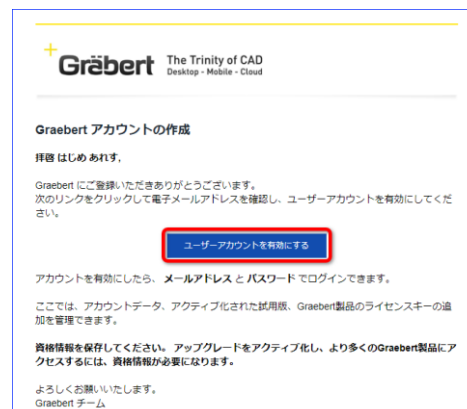 Gräbert The Trinity of CAD
Desktop - Mobile - Cloud
Graebert アカウントの作成
拝啓 はじめ あれす,
Graebert にご登録いただきありがとうございます。
次のリンクをクリックして電子メールアドレスを確認し、ユーザーアカウントを有効にしてくだ
さい。
ユーザーアカウントを有効にする
アカウントを有効にしたら、 メールアドレス と パスワード でログインできます。
ここでは、アカウントデータ、アクティブ化された試用版、Graebert製品のライセンスキーの追
加を管理できます。
資格情報を保存してください。 アップグレードをアクティブ化し、より多くのGraebert製品にア
クセスするには、資格情報が必要になります。
よろしくお願いいたします。
Graebert チーム